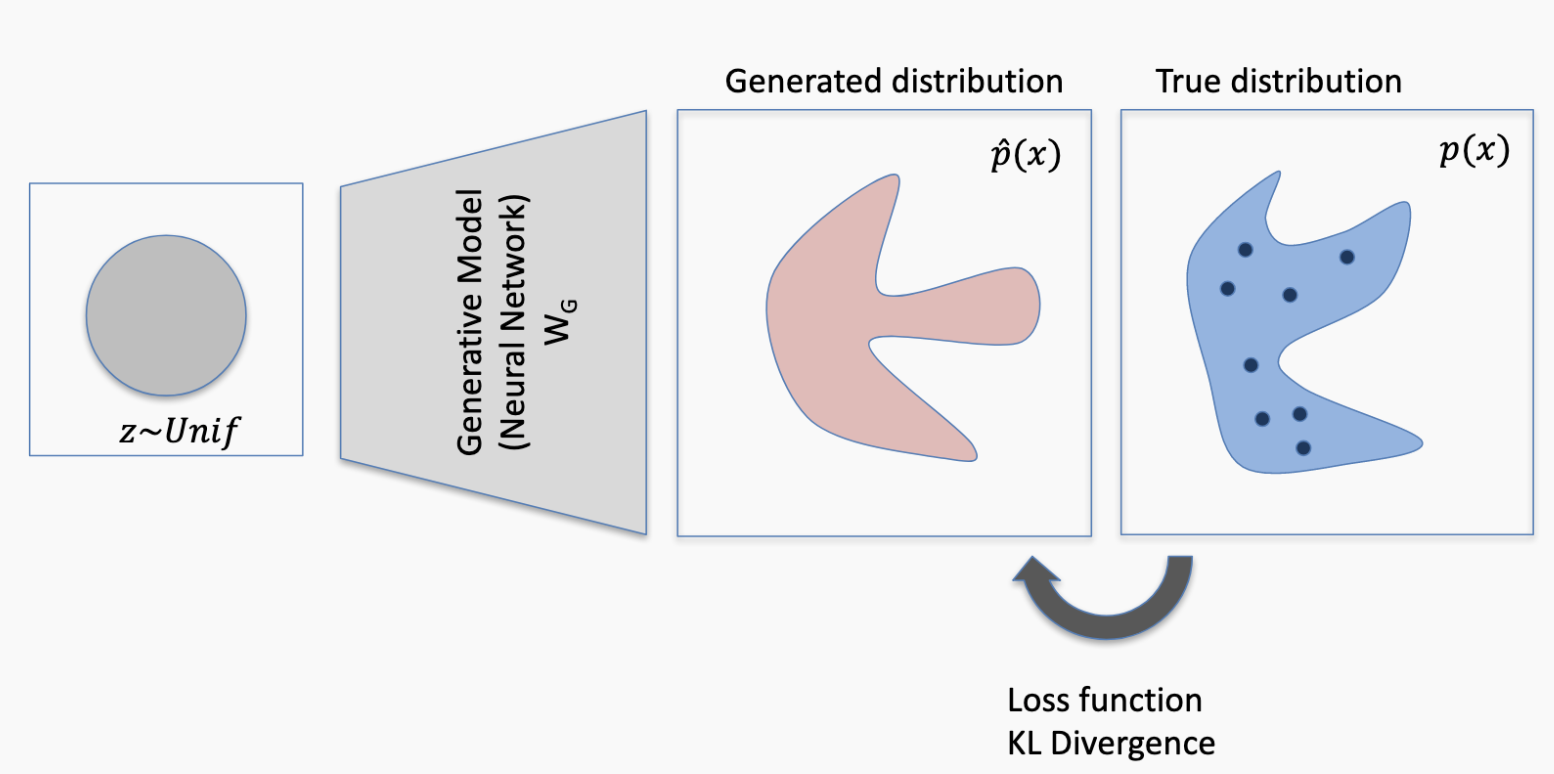 z~Unif
Generative Model
(Neural Network)
W_G
Generated distribution
p̂(x)
True distribution
p(x)
Loss function
KL Divergence